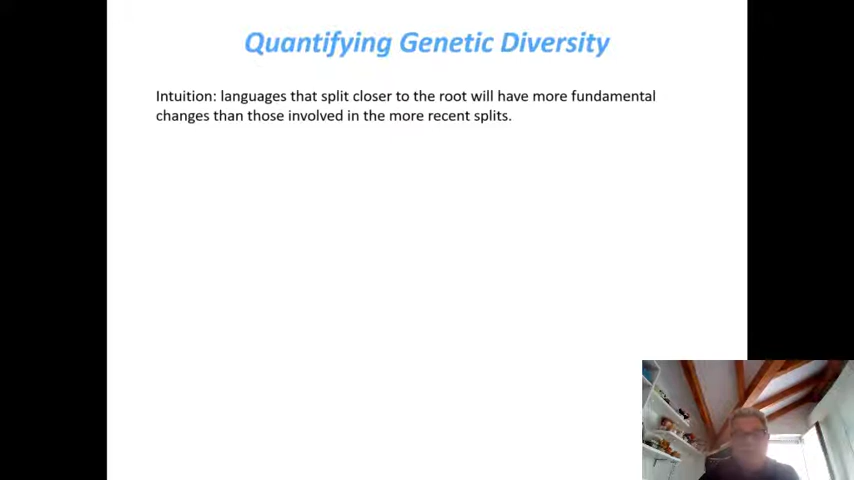 Quantifying Genetic Diversity
Intuition: languages that split closer to the root will have more fundamental
changes than those involved in the more recent splits.